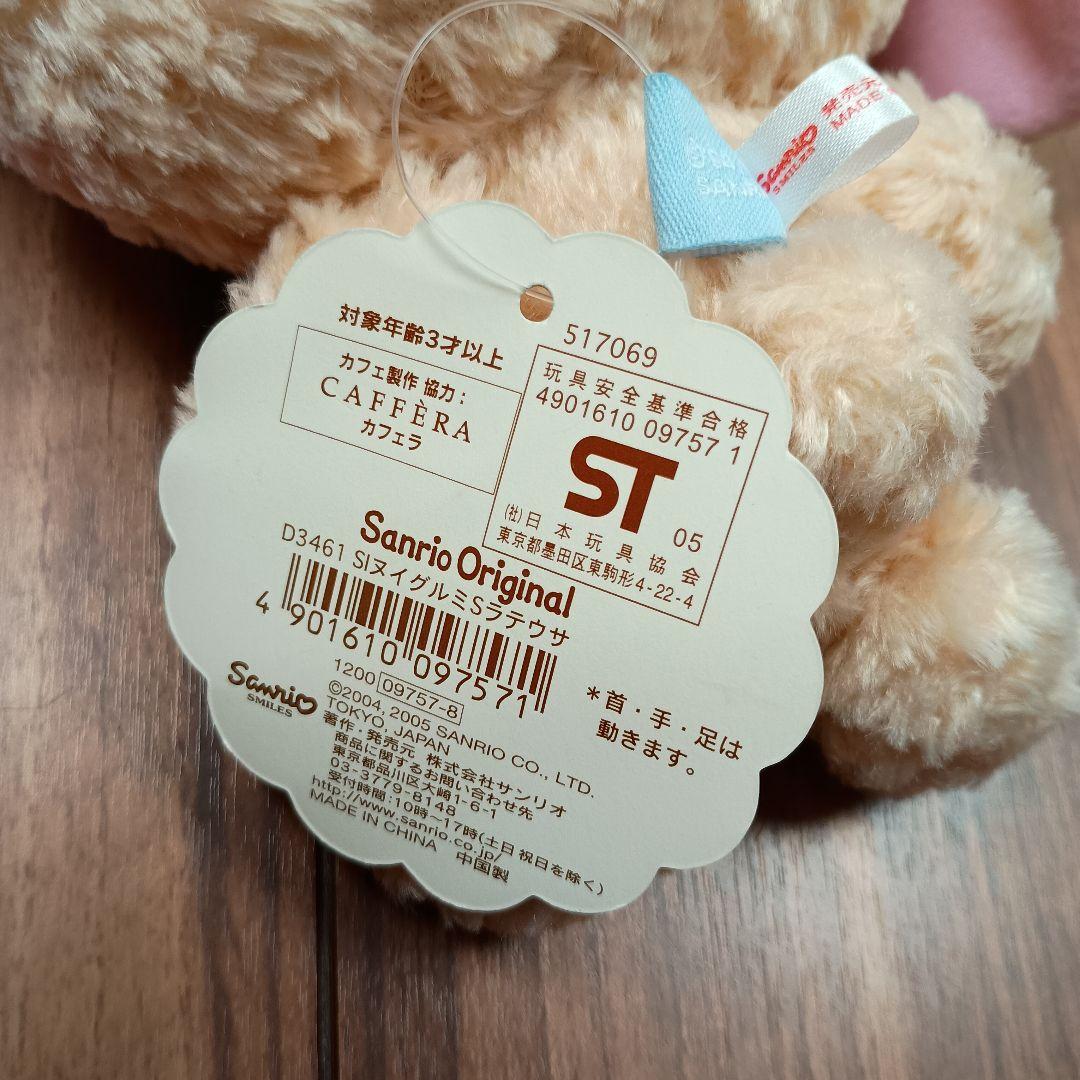 対象年齢3才以上
カフェ製作 協力：
CAFFÈRA
カフェラ
517069
玩具安全基準合格
4901610 09757 1
ST
05
(社)日本玩具協会
東京都墨田区東駒形4-22-4
Sanrio Original
D3461 SIヌイグルミSラテウサ
4 901610 097571
1200 09757-8
Sanrio
SMILES
©2004, 2005 SANRIO CO., LTD.
TOKYO, JAPAN
著作・発売元 株式会社サンリオ
商品に関するお問い合わせ先
東京都品川区大崎1-6-1
03-3779-8148
受付時間：10時〜17時(土日 祝日を除く)
http://www.sanrio.co.jp/
MADE IN CHINA 中国製
*首・手・足は
動きます。
Sanrio
SMILES
発売元
MADE